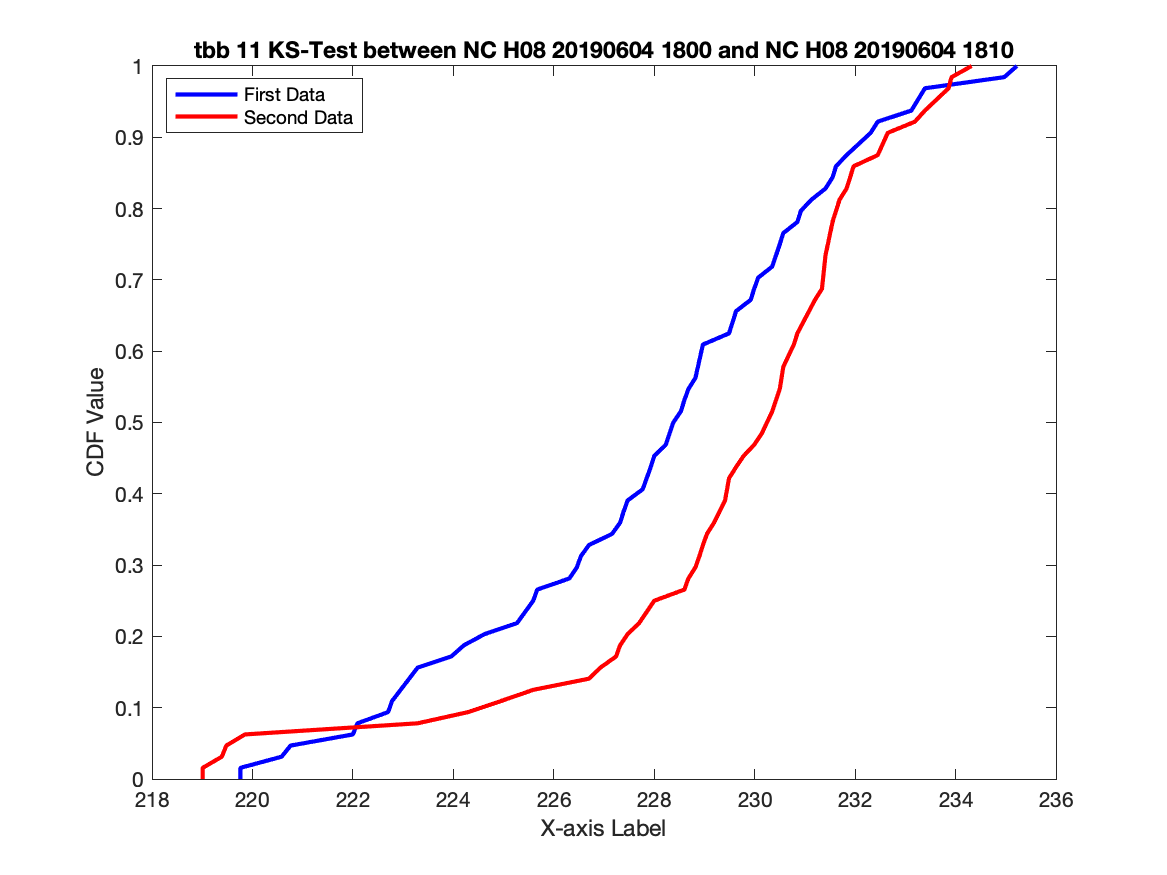 tbb 11 KS-Test between NC H08 20190604 1800 and NC H08 20190604 1810
First Data
Second Data
1
0.9
0.8
0.7
0.6
0.5
0.4
0.3
0.2
0.1
0
CDF Value
218 220 222 224 226 228 230 232 234 236
X-axis Label